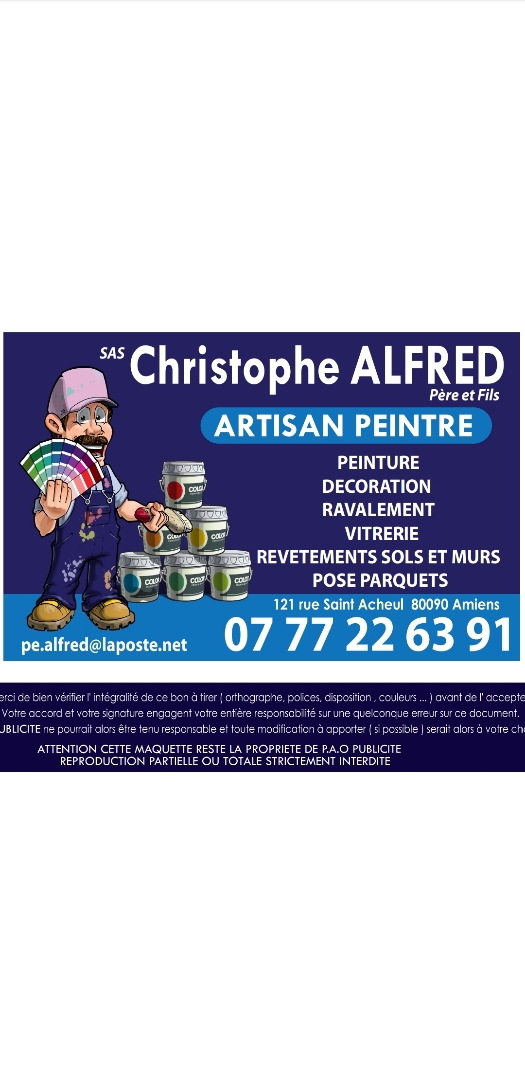 SAS Christophe ALFRED
Père et Fils
ARTISAN PEINTRE
PEINTURE
DECORATION
RAVALEMENT
VITRERIE
REVETEMENTS SOLS ET MURS
POSE PARQUETS
121 rue Saint Acheul 80090 Amiens
pe.alfred@laposte.net
07 77 22 63 91
erci de bien vérifier l' intégralité de ce bon à tirer ( orthographe, polices, disposition , couleurs ... ) avant de l' accepte
Votre accord et votre signature engagent votre entière responsabilité sur une quelconque erreur sur ce document.
UBLICITE ne pourrait alors être tenu responsable et toute modification à apporter ( si possible ) serait alors à votre ch
ATTENTION CETTE MAQUETTE RESTE LA PROPRIETE DE P.A.O PUBLICITE
REPRODUCTION PARTIELLE OU TOTALE STRICTEMENT INTERDITE